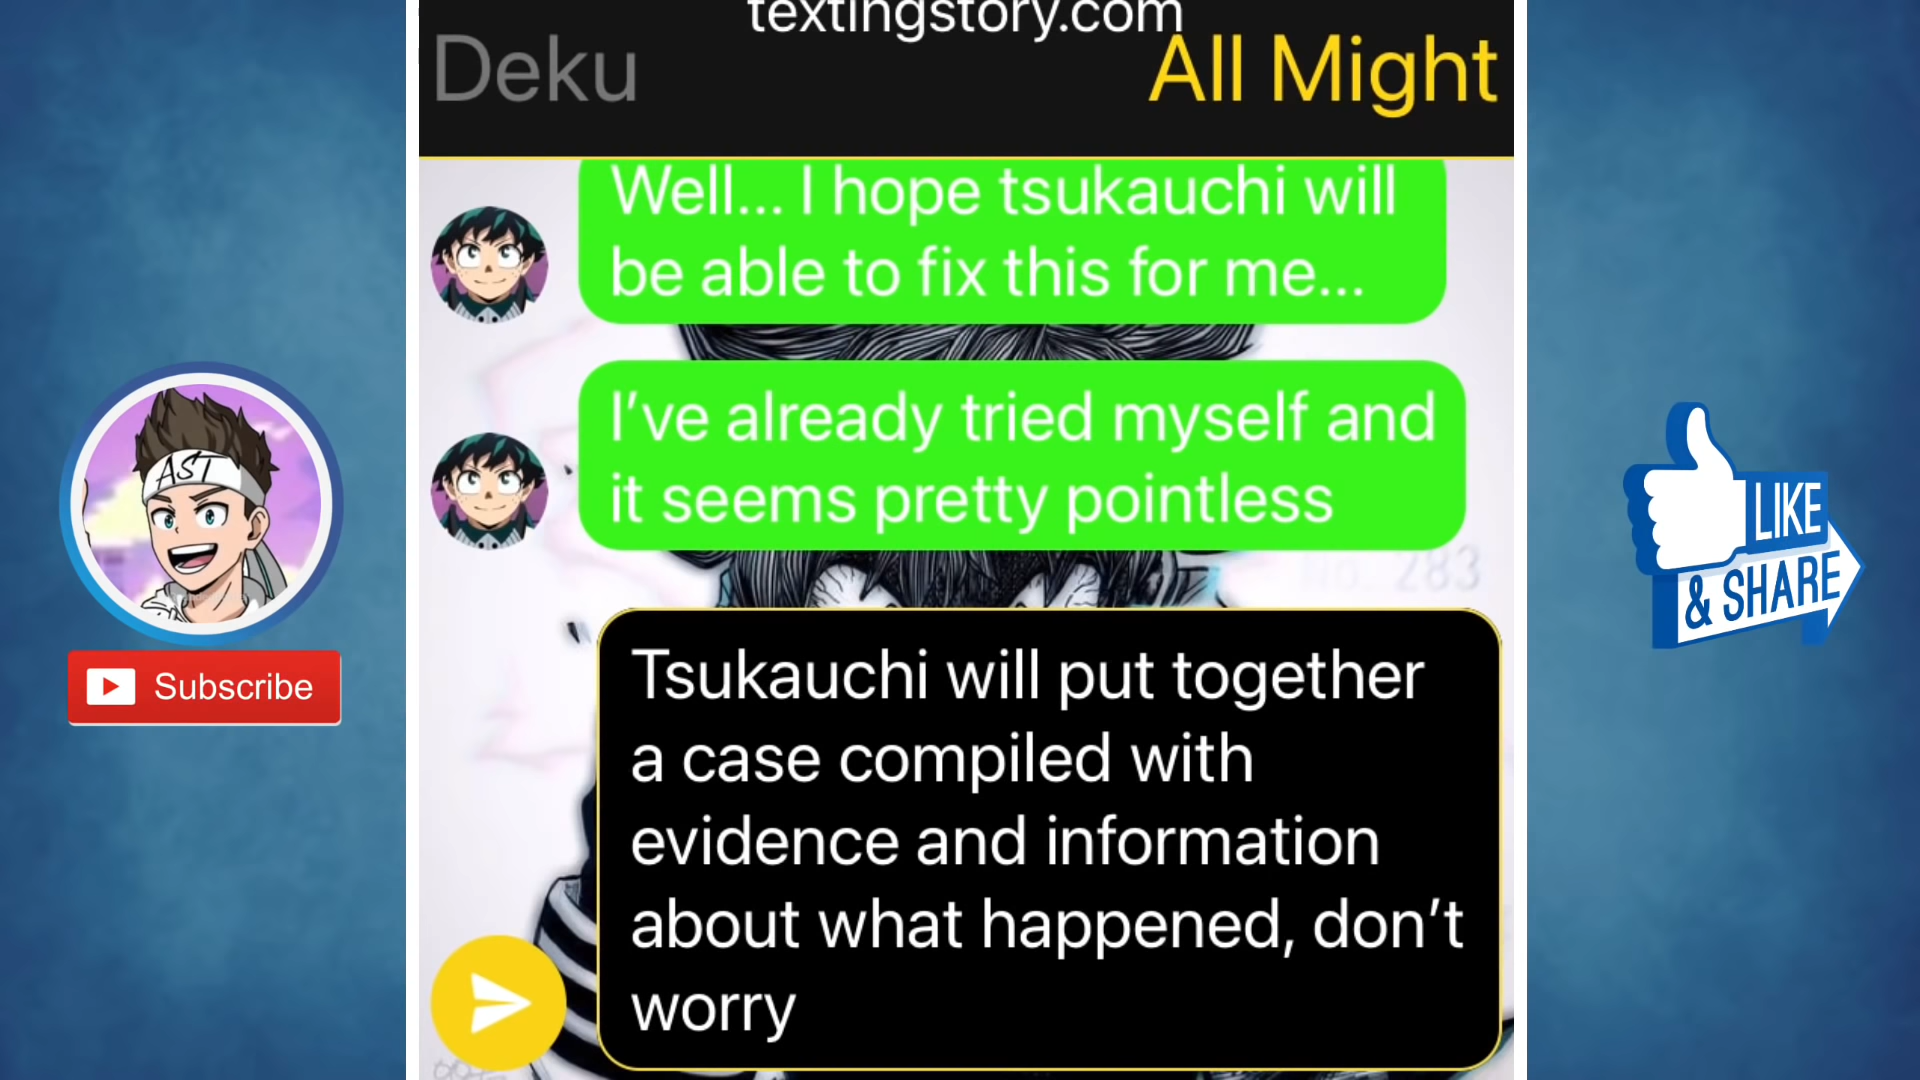 textingstory.com
Deku
All Might
Well... I hope tsukauchi will
be able to fix this for me...
I’ve already tried myself and
it seems pretty pointless
No. 283
Tsukauchi will put together
a case compiled with
evidence and information
about what happened, don’t
worry
AST
Subscribe
LIKE
& SHARE